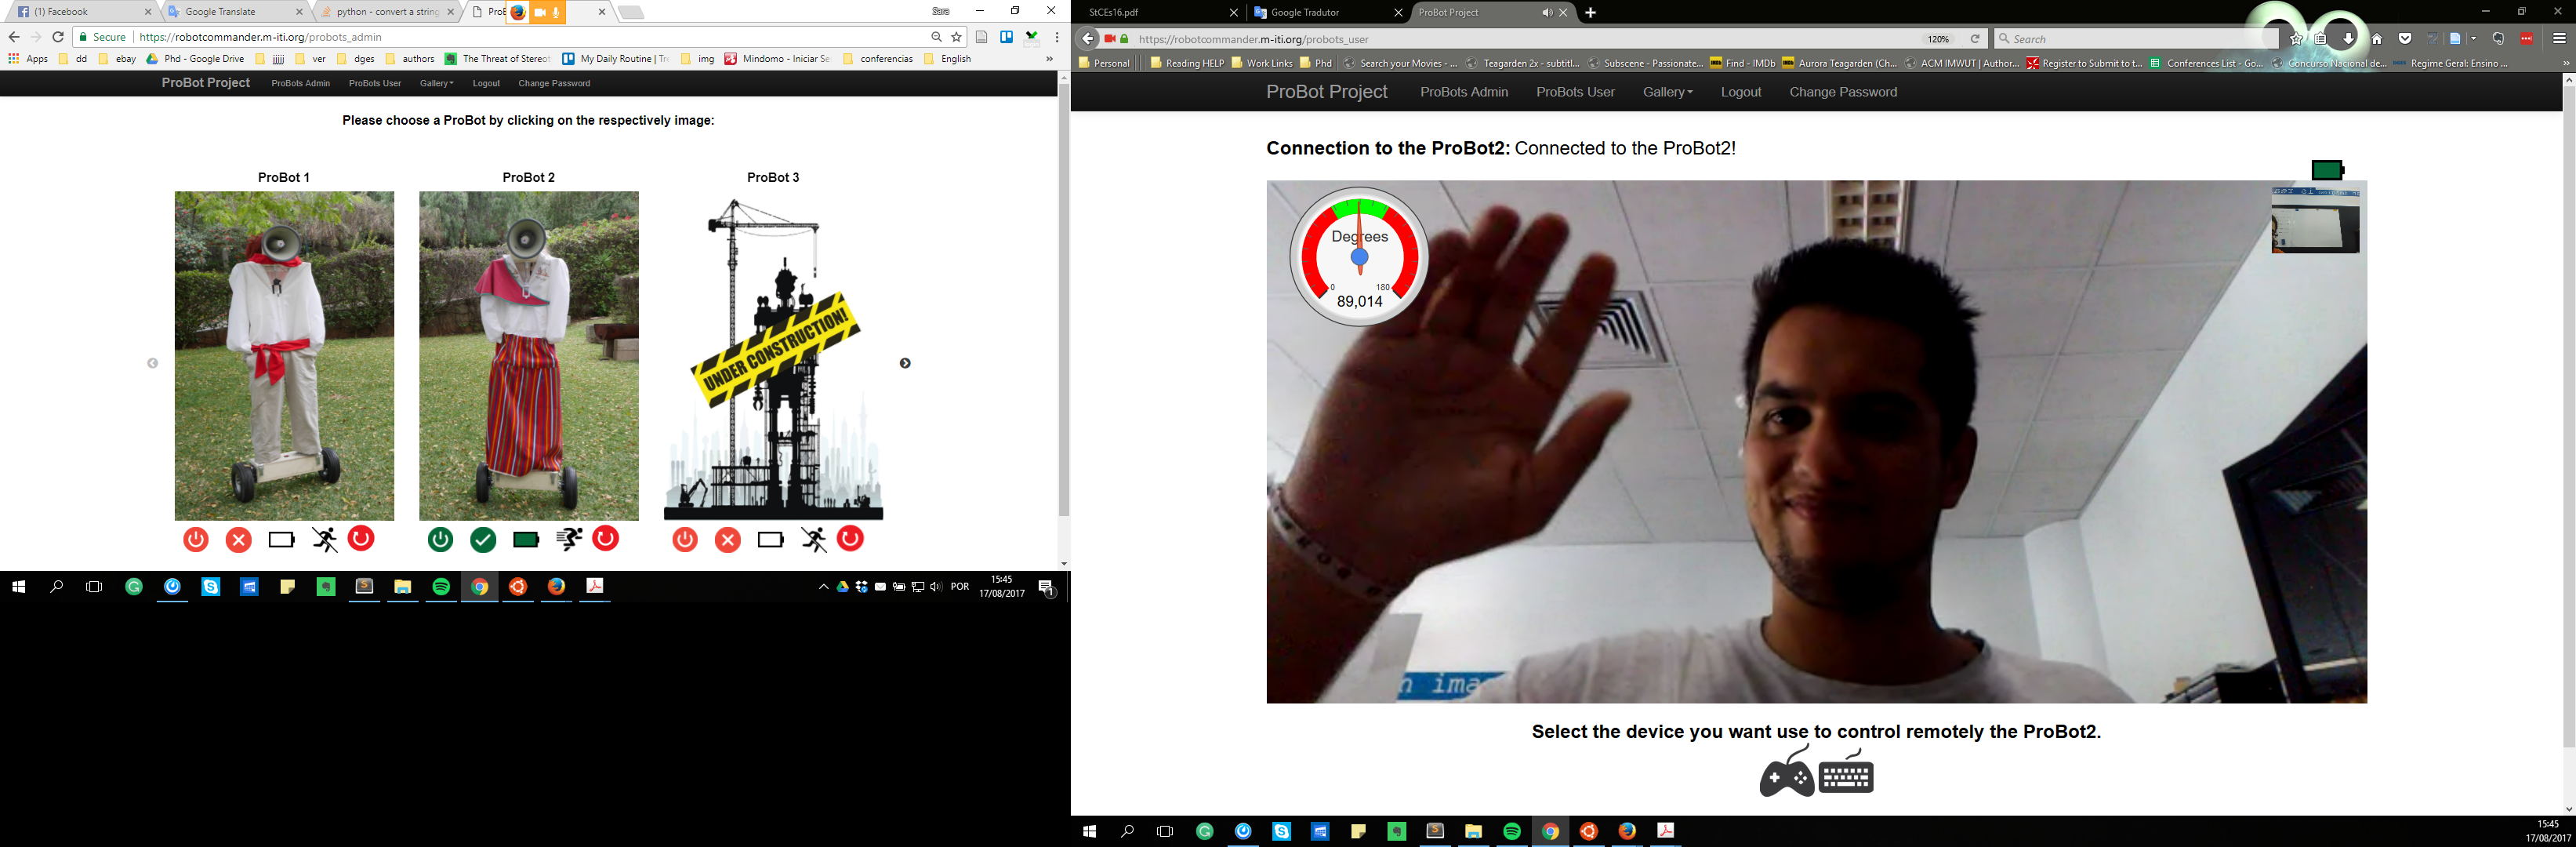 (1) Facebook
Google Translate
python - convert a string
ProB
Sara
Secure
https://robotcommander.m-iti.org/probots_admin
Apps
dd
ebay
Phd - Google Drive
jjjjj
ver
dges
authors
The Threat of Stereot
My Daily Routine | Tr
img
Mindomo - Iniciar Se
conferencias
English
»
ProBot Project
ProBots Admin
ProBots User
Gallery
Logout
Change Password
Please choose a ProBot by clicking on the respectively image:
ProBot 1
ProBot 2
ProBot 3
UNDER CONSTRUCTION!
POR
15:45
17/08/2017
1
StCEs16.pdf
Google Tradutor
ProBot Project
https://robotcommander.m-iti.org/probots_user
120%
Search
Personal
Reading HELP
Work Links
Phd
Search your Movies - ...
Teagarden 2x - subtitl...
Subscene - Passionate...
Find - IMDb
Aurora Teagarden (Ch...
ACM IMWUT | Author...
Register to Submit to t...
Conferences List - Go...
Concurso Nacional de...
Regime Geral: Ensino ...
»
ProBot Project
ProBots Admin
ProBots User
Gallery
Logout
Change Password
Connection to the ProBot2: Connected to the ProBot2!
Degrees
0
180
89,014
n ima
Select the device you want use to control remotely the ProBot2.
15:45
17/08/2017